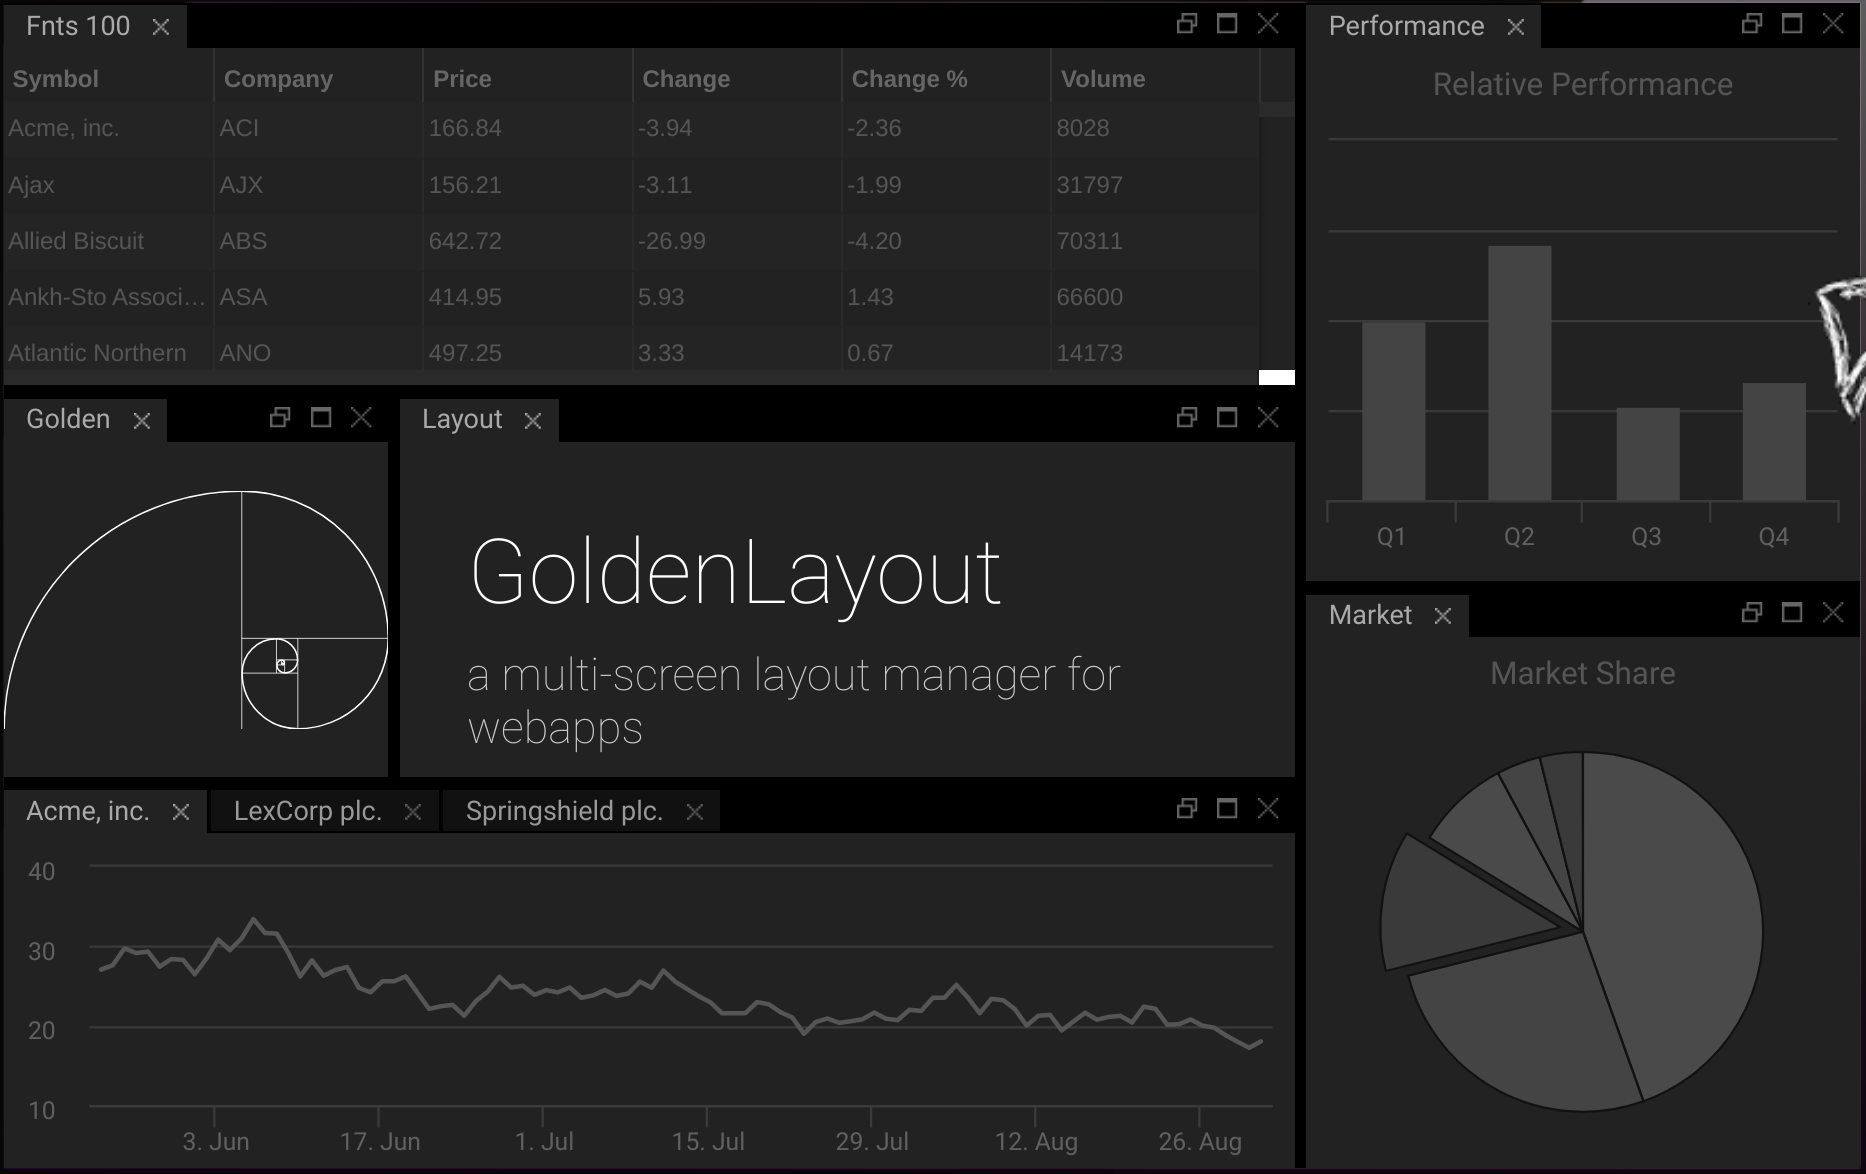 Fnts 100
Symbol Company Price Change Change % Volume
Acme, inc. ACI 166.84 -3.94 -2.36 8028
Ajax AJX 156.21 -3.11 -1.99 31797
Allied Biscuit ABS 642.72 -26.99 -4.20 70311
Ankh-Sto Associ... ASA 414.95 5.93 1.43 66600
Atlantic Northern ANO 497.25 3.33 0.67 14173
Golden
Layout
GoldenLayout
a multi-screen layout manager for
webapps
Acme, inc. LexCorp plc. Springshield plc.
40
30
20
10
3. Jun 17. Jun 1. Jul 15. Jul 29. Jul 12. Aug 26. Aug
Performance
Relative Performance
Q1 Q2 Q3 Q4
Market
Market Share